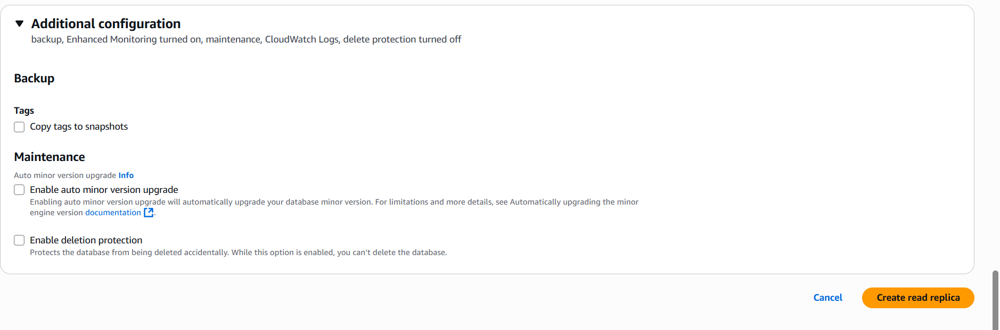 Additional configuration
backup, Enhanced Monitoring turned on, maintenance, CloudWatch Logs, delete protection turned off
Backup
Tags
Copy tags to snapshots
Maintenance
Auto minor version upgrade Info
Enable auto minor version upgrade
Enabling auto minor version upgrade will automatically upgrade your database minor version. For limitations and more details, see Automatically upgrading the minor
engine version documentation.
Enable deletion protection
Protects the database from being deleted accidentally. While this option is enabled, you can’t delete the database.
Cancel Create read replica